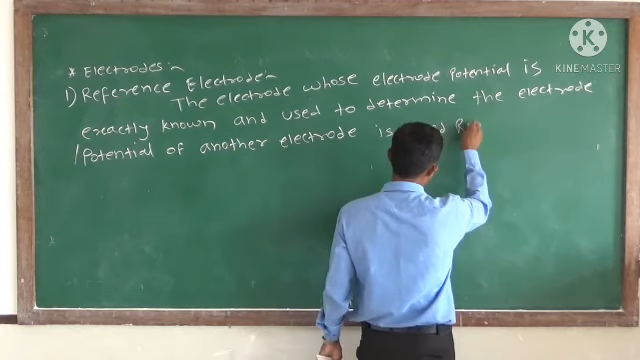 * Electrodes:-
1) Reference Electrode:-
The electrode whose electrode potential is
exactly known and used to determine the electrode
potential of another electrode is
KINEMASTER